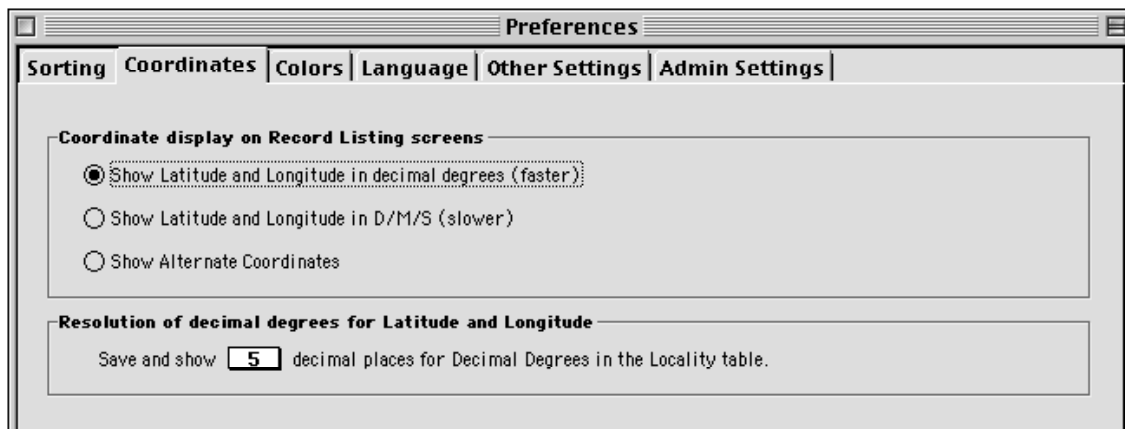 Preferences
Sorting Coordinates Colors Language Other Settings Admin Settings
Coordinate display on Record Listing screens
Show Latitude and Longitude in decimal degrees (faster)
Show Latitude and Longitude in D/M/S (slower)
Show Alternate Coordinates
Resolution of decimal degrees for Latitude and Longitude
Save and show 5 decimal places for Decimal Degrees in the Locality table.